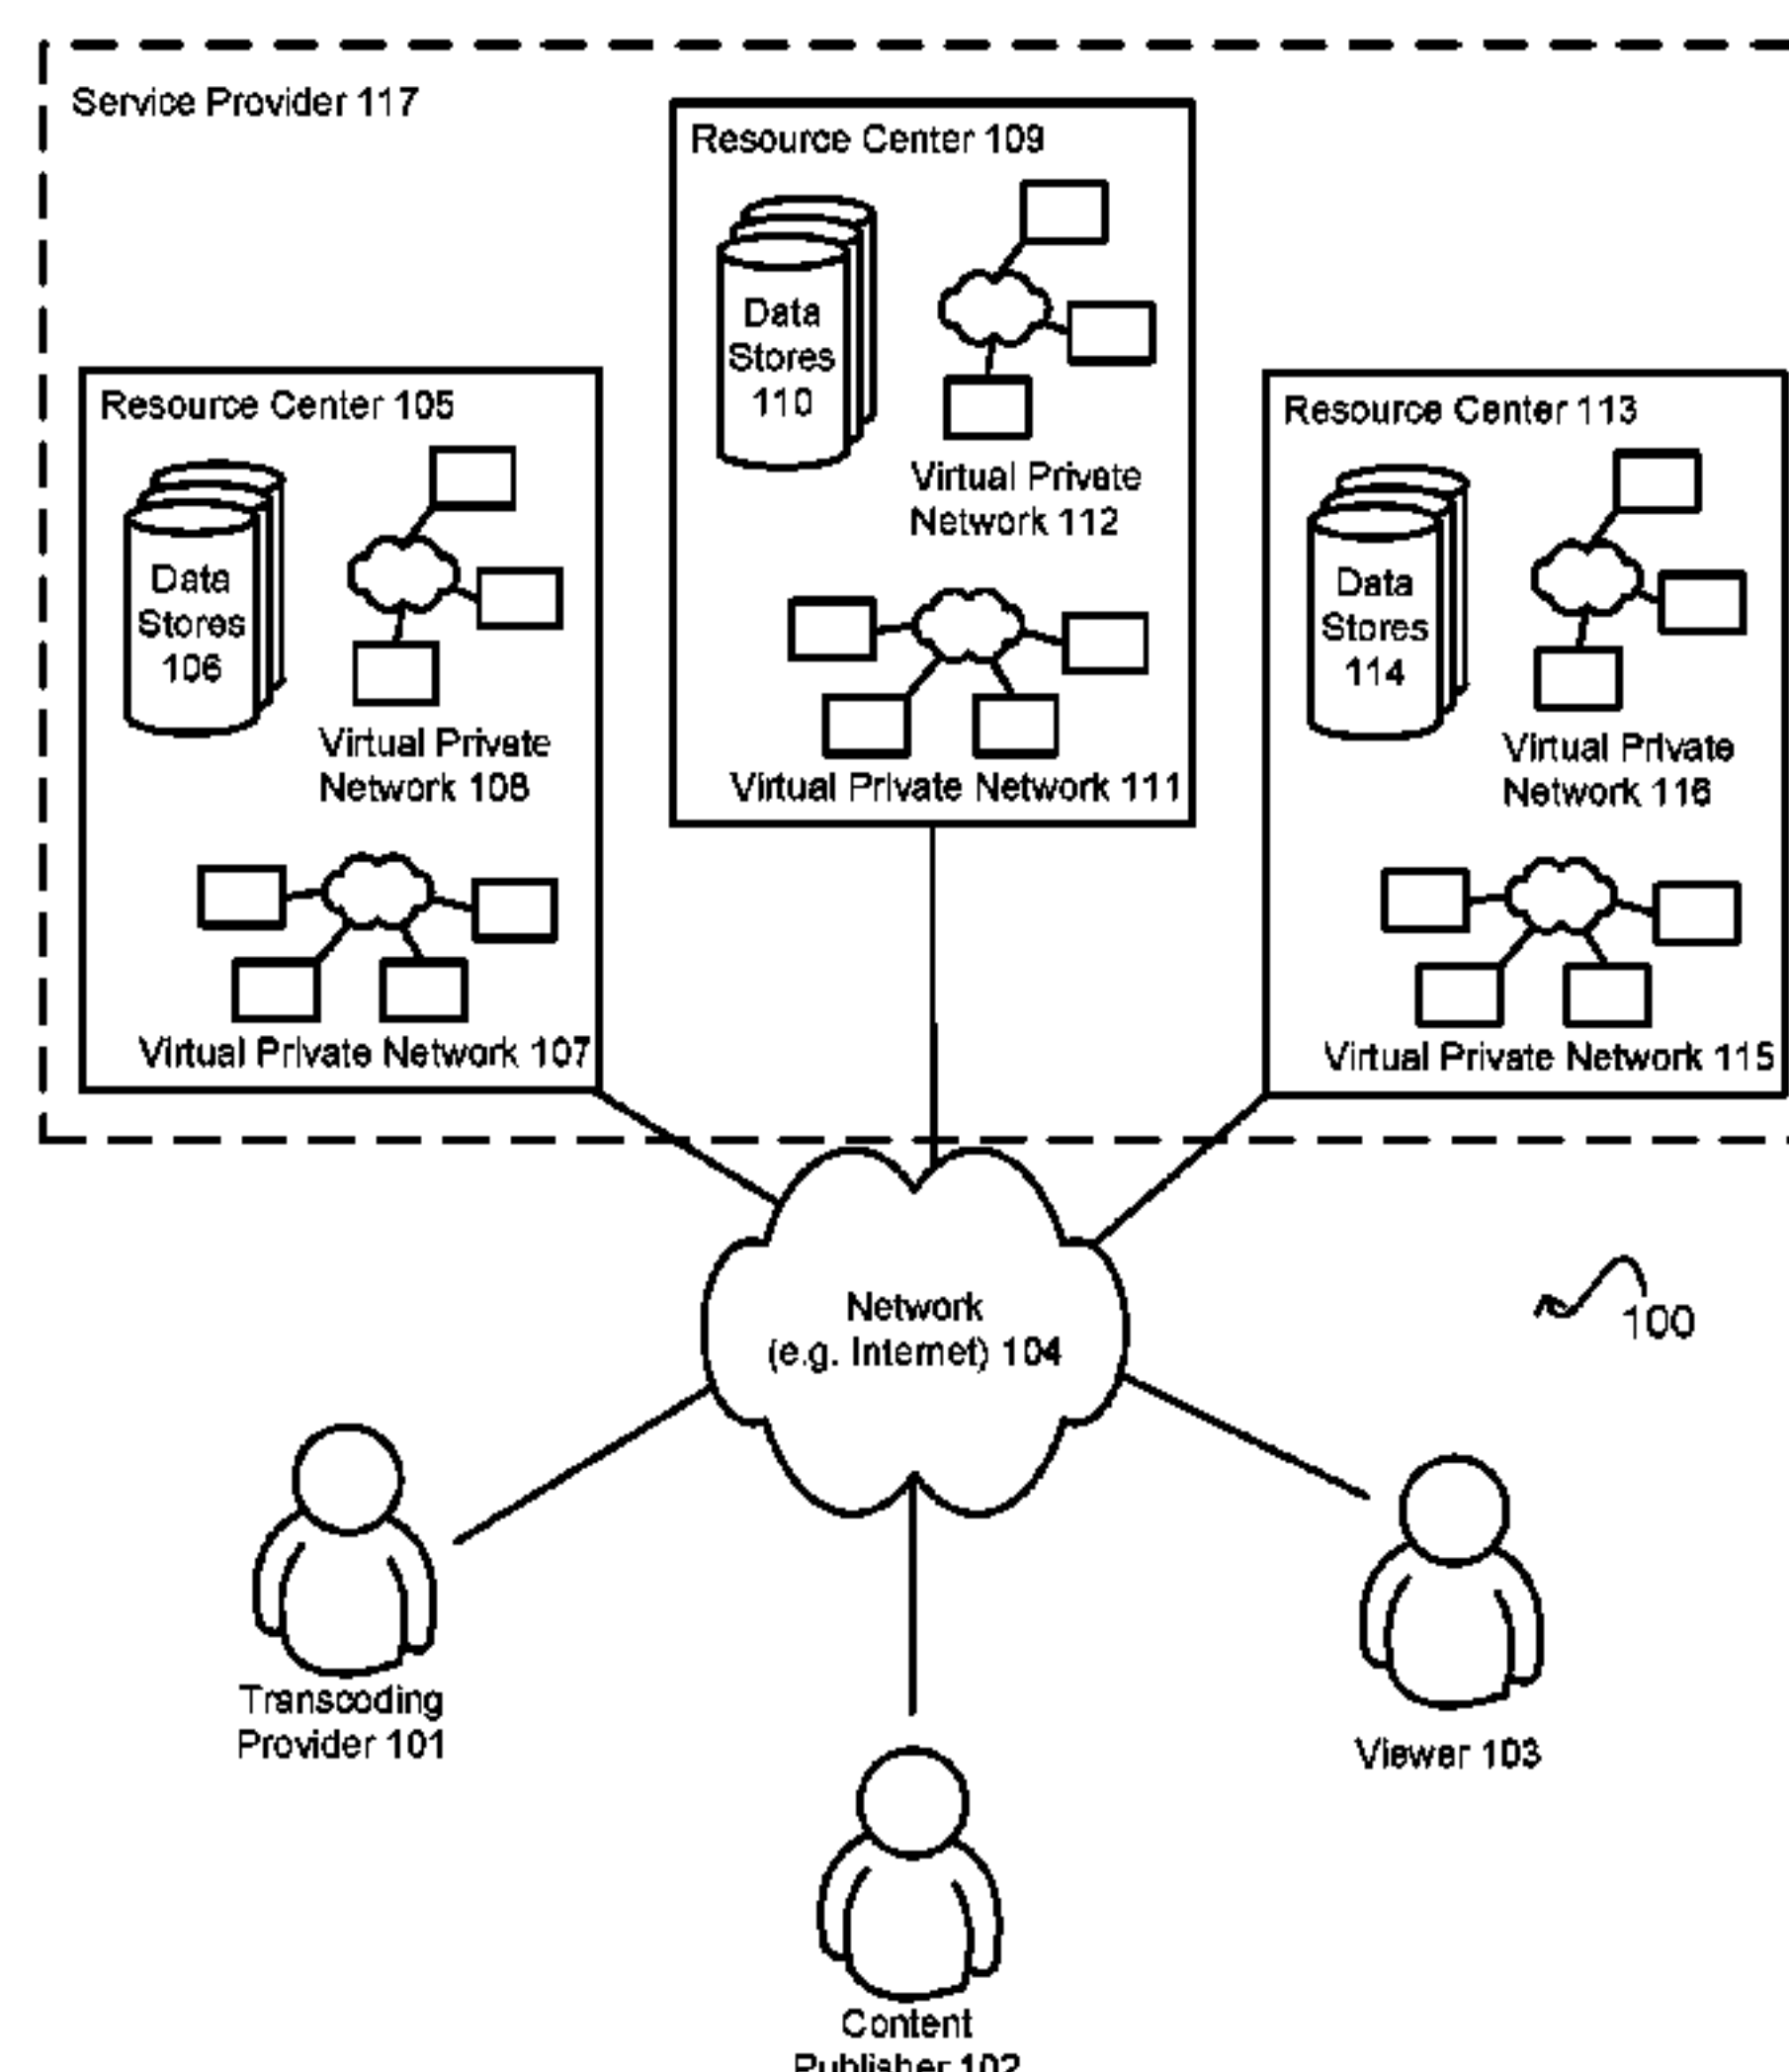 Service Provider 117
Resource Center 109
Data
Stores
110
Virtual Private
Network 112
Virtual Private Network 111
Resource Center 105
Data
Stores
106
Virtual Private
Network 108
Virtual Private Network 107
Resource Center 113
Data
Stores
114
Virtual Private
Network 116
Virtual Private Network 115
Network
(e.g. Internet) 104
100
Transcoding
Provider 101
Viewer 103
Content
Publisher 102